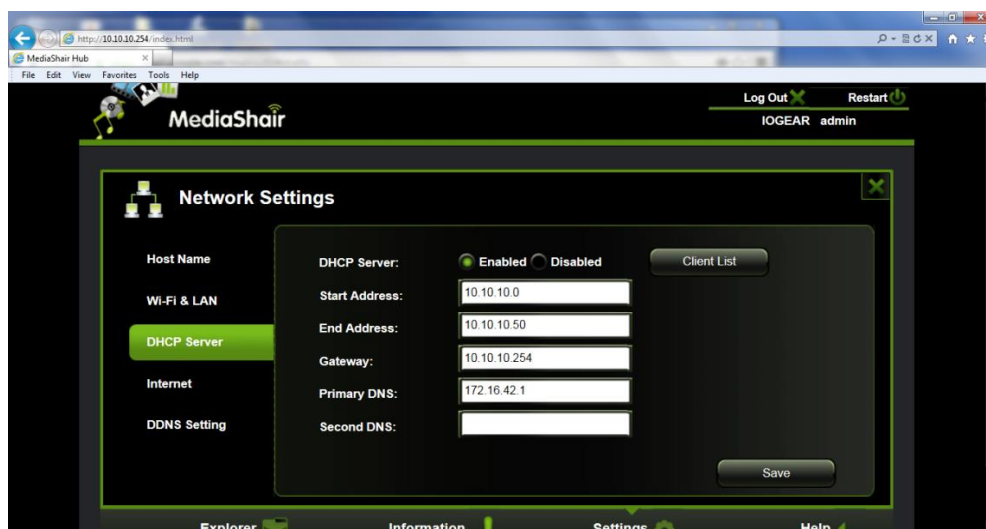 http://10.10.10.254/index.html
MediaShair Hub
File Edit View Favorites Tools Help
MediaShair
Log Out Restart
IOGEAR admin
Network Settings
Host Name
Wi-Fi & LAN
DHCP Server
Internet
DDNS Setting
DHCP Server: Enabled Disabled Client List
Start Address: 10.10.10.0
End Address: 10.10.10.50
Gateway: 10.10.10.254
Primary DNS: 172.16.42.1
Second DNS:
Save
Explorer Information Settings Help